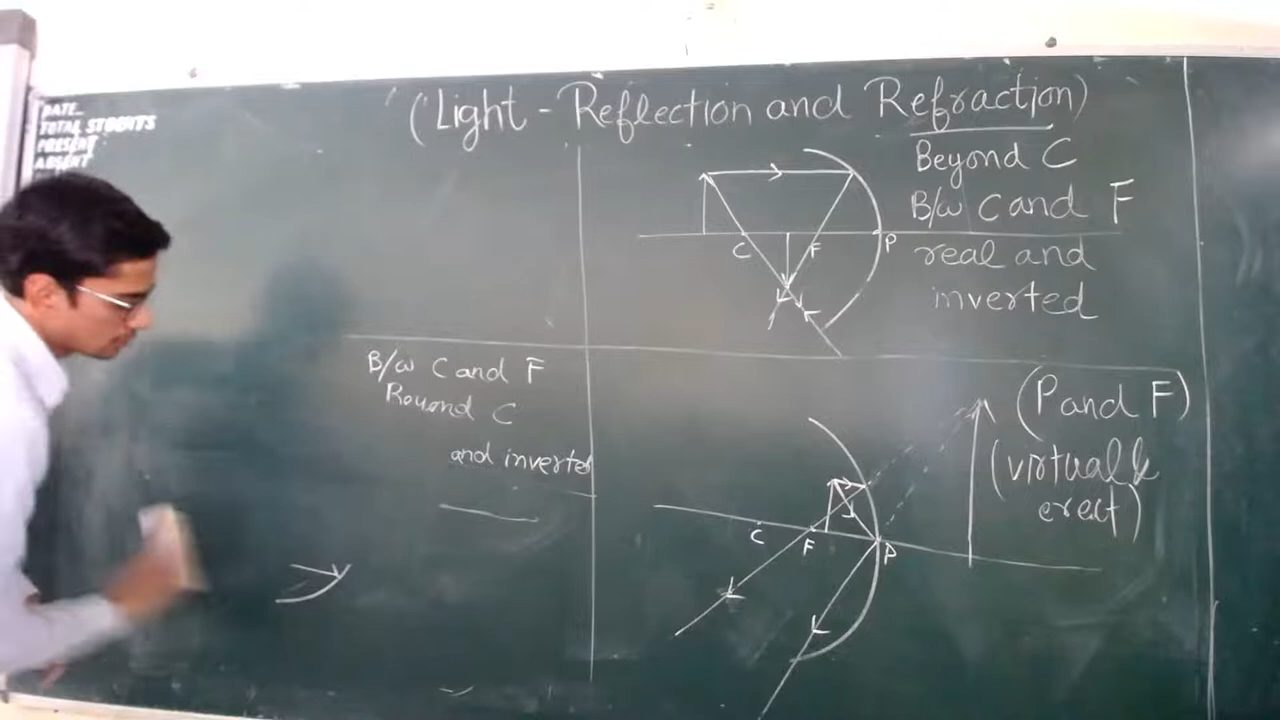 DATE
TOTAL STUDENTS
PRESENT
ABSENT
(Light - Reflection and Refraction)
Beyond C
B/w C and F
real and
inverted
C F P
B/w C and F
Beyond C
and inverted
(P and F)
(virtual &
erect)
C F P